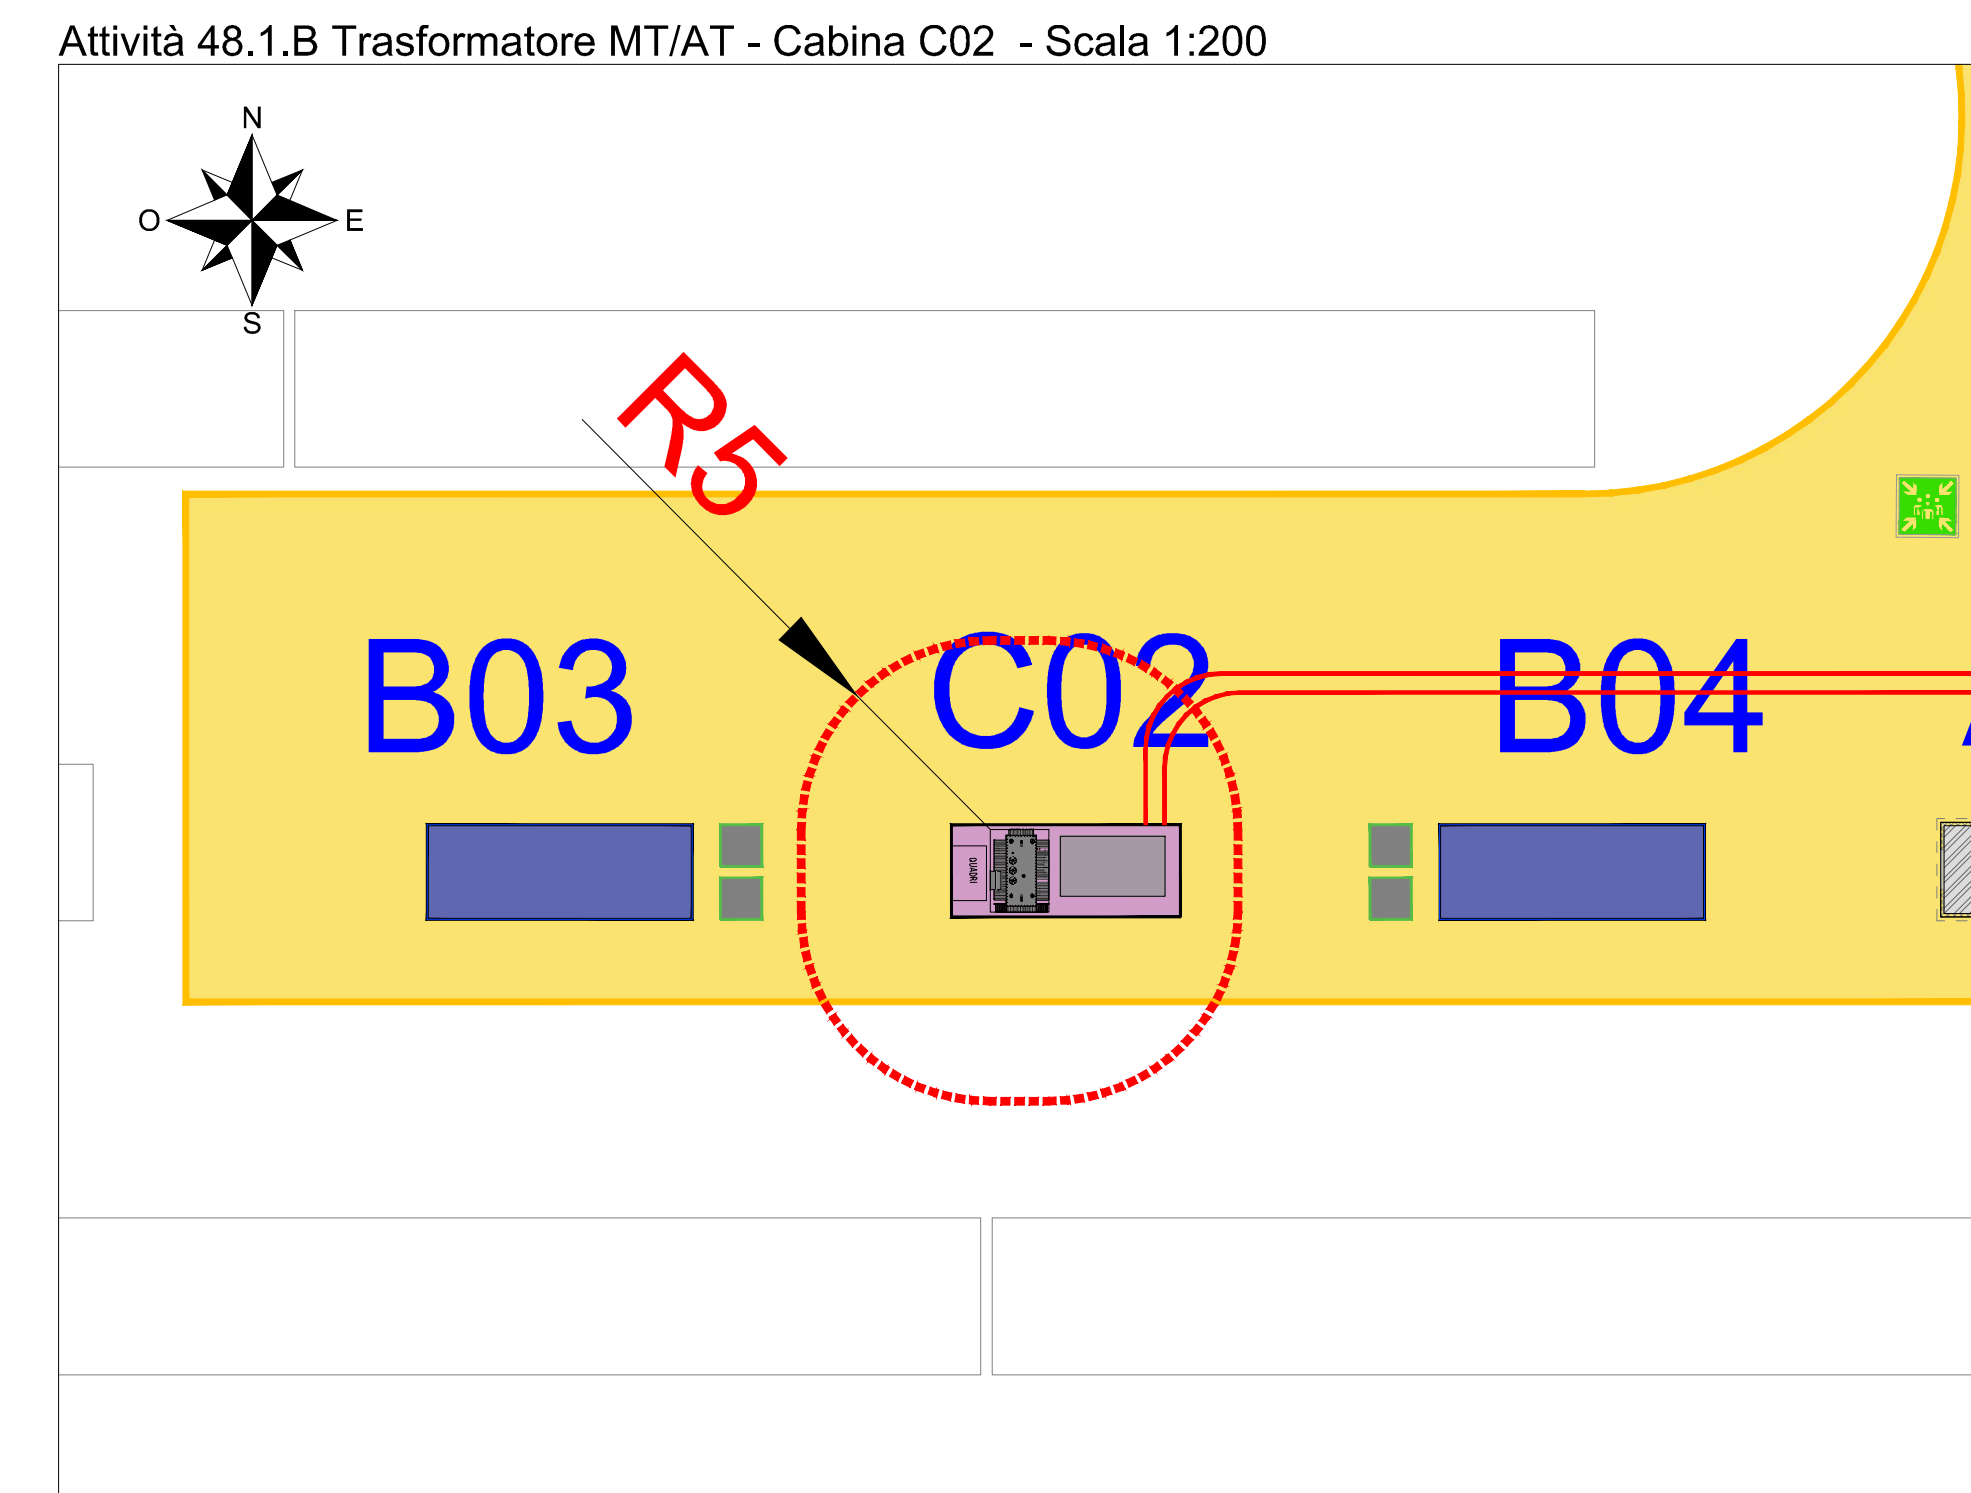 Attività 48.1.B Trasformatore MT/AT - Cabina C02 - Scala 1:200
N
O
E
S
R5
B03
C02
B04
QUADRI